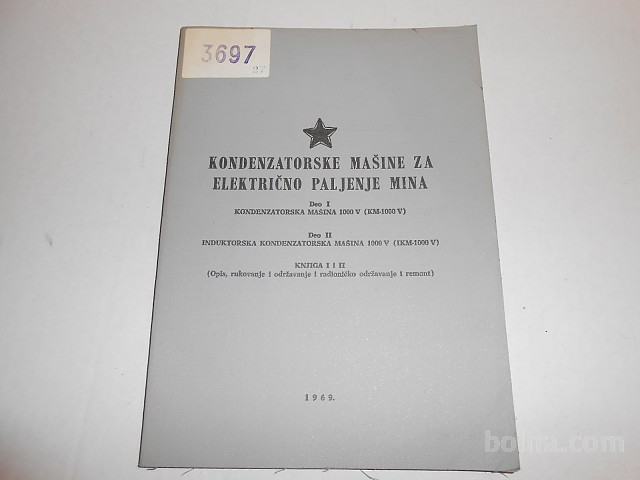 3697
27
KONDENZATORSKE MAŠINE ZA
ELEKTRIČNO PALJENJE MINA
Deo I
KONDENZATORSKA MAŠINA 1000 V (KM-1000 V)
Deo II
INDUKTORSKA KONDENZATORSKA MAŠINA 1000 V (IKM-1000 V)
KNJIGA I i II
(Opis, rukovanje i održavanje i radioničko održavanje i remont)
1969.
bolha.com